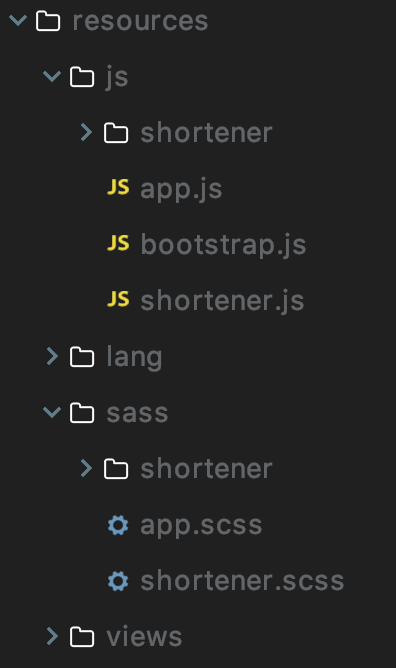 resources
js
shortener
JS app.js
JS bootstrap.js
JS shortener.js
lang
sass
shortener
app.scss
shortener.scss
views